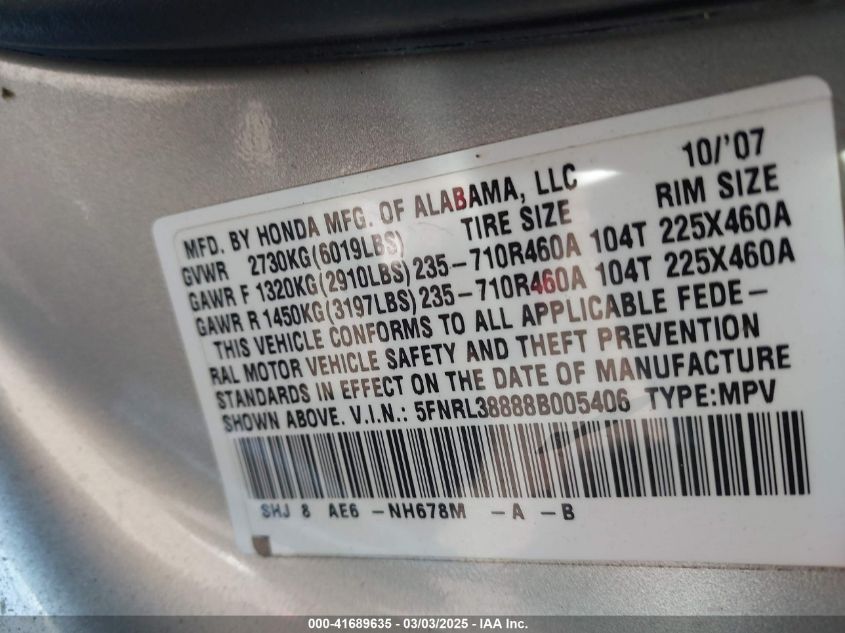 10/'07
MFD. BY HONDA MFG. OF ALABAMA, LLC
GVWR 2730KG(6019LBS) TIRE SIZE RIM SIZE
GAWR F 1320KG(2910LBS) 235-710R460A 104T 225X460A
GAWR R 1450KG(3197LBS) 235-710R460A 104T 225X460A
THIS VEHICLE CONFORMS TO ALL APPLICABLE FEDE-
RAL MOTOR VEHICLE SAFETY AND THEFT PREVENTION
STANDARDS IN EFFECT ON THE DATE OF MANUFACTURE
SHOWN ABOVE. V.I.N.: 5FNRL38888B005406 TYPE:MPV
SHJ 8 AE6 -NH678M -A -B
000-41689635 - 03/03/2025 - IAA Inc.